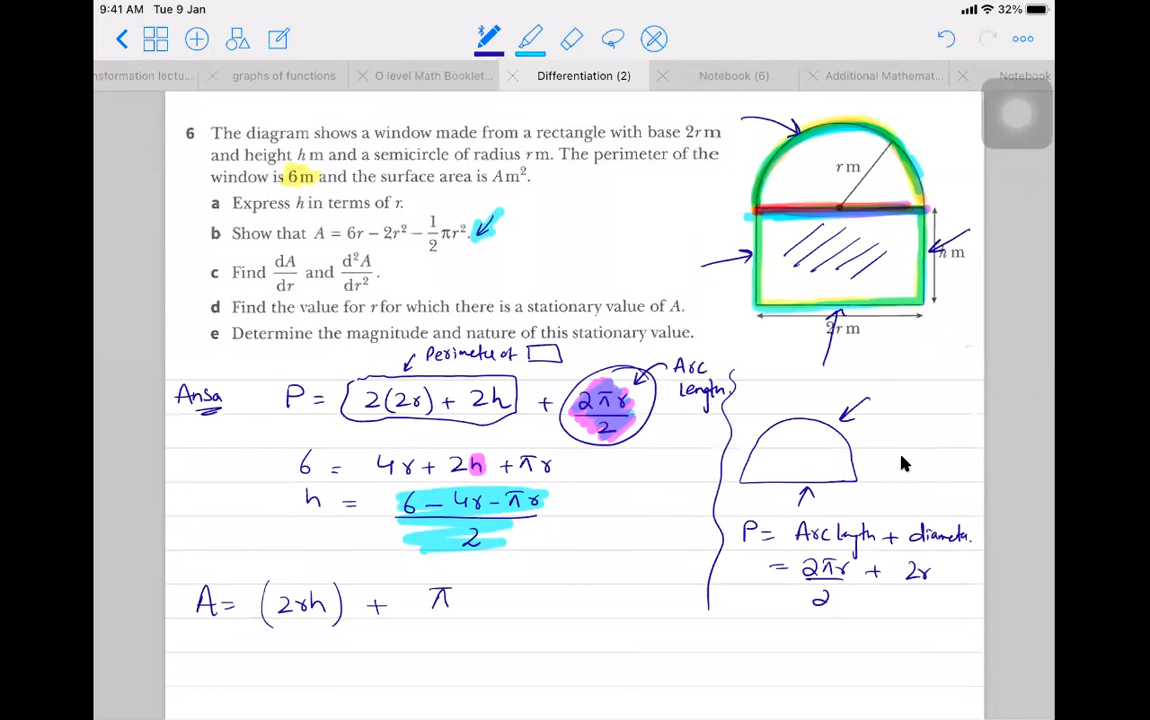 9:41 AM Tue 9 Jan
32%
nsformation lectu...
graphs of functions
O level Math Booklet...
Differentiation (2)
Notebook (6)
Additional Mathemat...
Notebook
6 The diagram shows a window made from a rectangle with base 2r m
and height h m and a semicircle of radius r m. The perimeter of the
window is 6 m and the surface area is A m².
a Express h in terms of r.
b Show that A = 6r − 2r² − 1/2 πr².
c Find dA/dr and d²A/dr².
d Find the value for r for which there is a stationary value of A.
e Determine the magnitude and nature of this stationary value.
r m
h m
2r m
Perimeter of
Ans a
P = 2(2r) + 2h + 2πr/2
Arc
length
6 = 4r + 2h + πr
h = 6 − 4r − πr / 2
A = (2rh) + π
P = Arc length + diameter.
= 2πr/2 + 2r